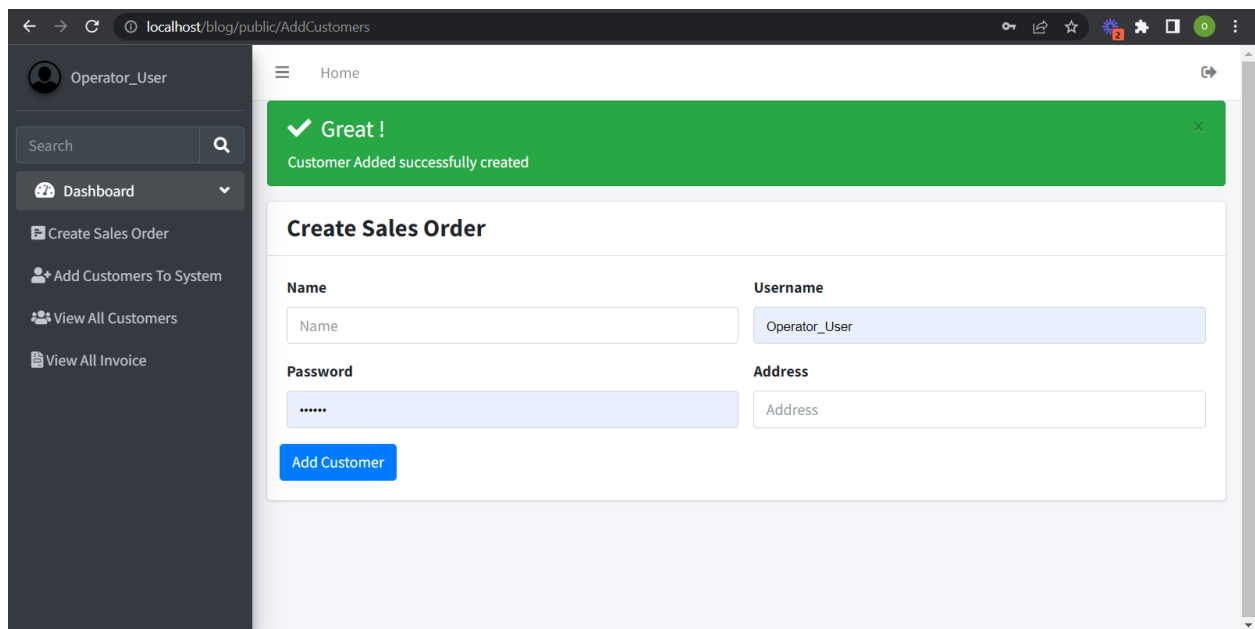 localhost/blog/public/AddCustomers
2
o
Operator_User
Home
Search
Great !
Customer Added successfully created
Dashboard
Create Sales Order
Add Customers To System
View All Customers
View All Invoice
Create Sales Order
Name
Username
Name
Operator_User
Password
Address
••••••
Address
Add Customer